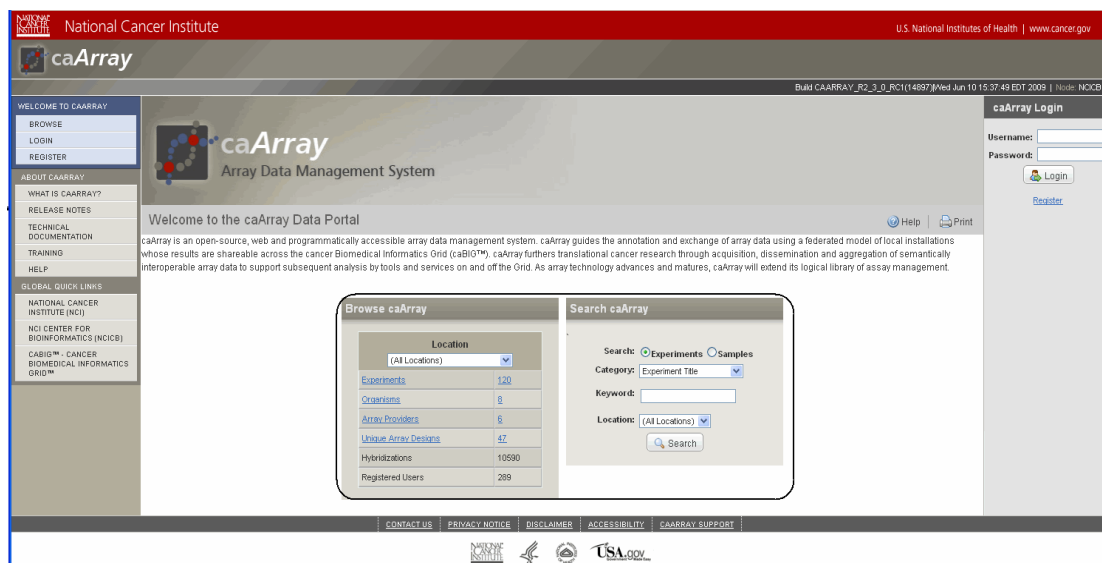 NATIONAL
CANCER
INSTITUTE
National Cancer Institute
U.S. National Institutes of Health | www.cancer.gov
caArray
Build CAARRAY_R2_3_0_RC1(14897)|Wed Jun 10 15:37:49 EDT 2009 | Node: NCICB
WELCOME TO CAARRAY
BROWSE
LOGIN
REGISTER
ABOUT CAARRAY
WHAT IS CAARRAY?
RELEASE NOTES
TECHNICAL
DOCUMENTATION
TRAINING
HELP
GLOBAL QUICK LINKS
NATIONAL CANCER
INSTITUTE (NCI)
NCI CENTER FOR
BIOINFORMATICS (NCICB)
CABIG™ - CANCER
BIOMEDICAL INFORMATICS
GRID™
caArray
Array Data Management System
Welcome to the caArray Data Portal
Help | Print
caArray is an open-source, web and programmatically accessible array data management system. caArray guides the annotation and exchange of array data using a federated model of local installations
whose results are shareable across the cancer Biomedical Informatics Grid (caBIG™). caArray furthers translational cancer research through acquisition, dissemination and aggregation of semantically
interoperable array data to support subsequent analysis by tools and services on and off the Grid. As array technology advances and matures, caArray will extend its logical library of assay management.
Browse caArray
Location
(All Locations)
Experiments 120
Organisms 8
Array Providers 6
Unique Array Designs 47
Hybridizations 10590
Registered Users 289
Search caArray
Search: Experiments Samples
Category: Experiment Title
Keyword:
Location: (All Locations)
Search
caArray Login
Username:
Password:
Login
Register
CONTACT US PRIVACY NOTICE DISCLAIMER ACCESSIBILITY CAARRAY SUPPORT
NATIONAL
CANCER
INSTITUTE
USA.gov